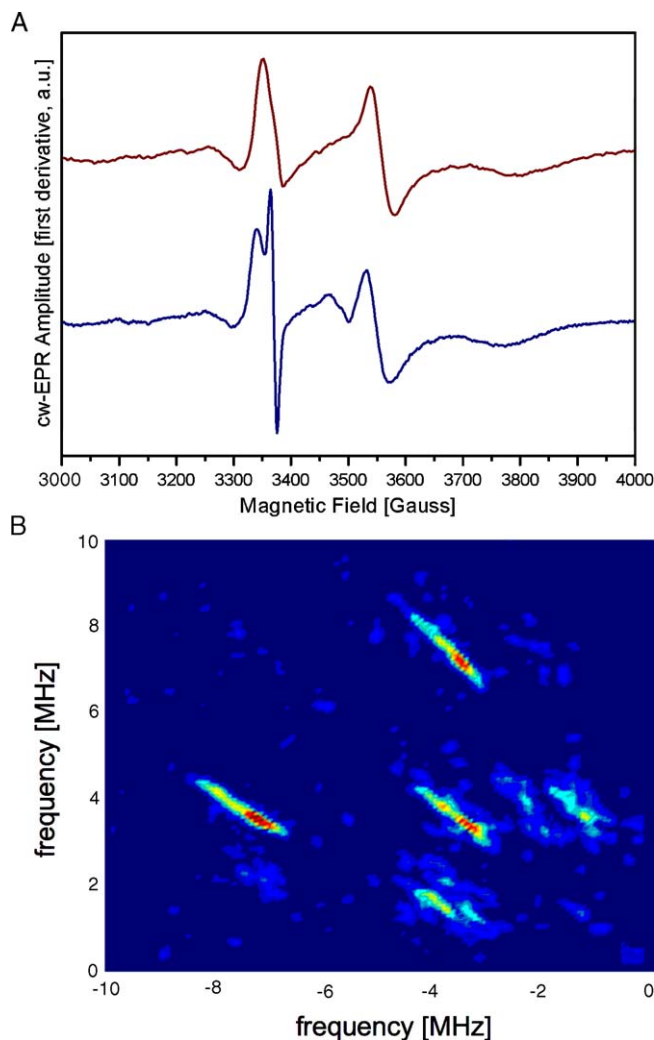 A
cw-EPR Amplitude [first derivative, a.u.]
3000 3100 3200 3300 3400 3500 3600 3700 3800 3900 4000
Magnetic Field [Gauss]
B
frequency [MHz]
10
8
6
4
2
0
-10 -8 -6 -4 -2 0
frequency [MHz]